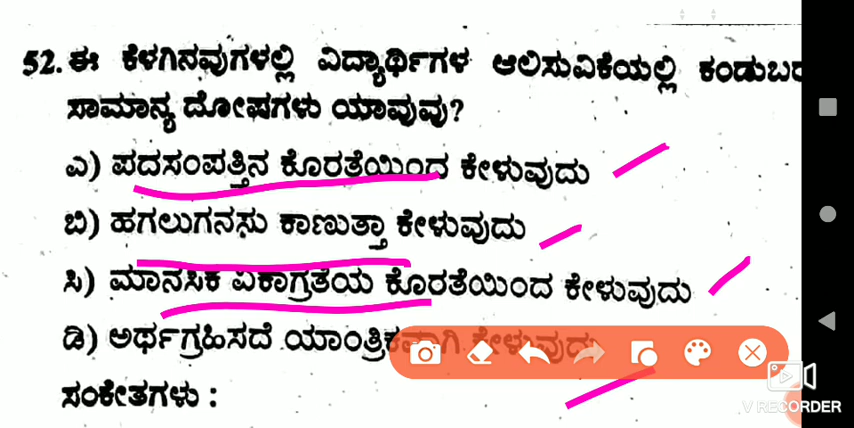 52. ಈ ಕೆಳಗಿನವುಗಳಲ್ಲಿ ವಿದ್ಯಾರ್ಥಿಗಳ ಆಲಿಸುವಿಕೆಯಲ್ಲಿ ಕಂಡುಬರ
ಸಾಮಾನ್ಯ ದೋಷಗಳು ಯಾವುವು?
ಎ) ಪದಸಂಪತ್ತಿನ ಕೊರತೆಯಿಂದ ಕೇಳುವುದು
ಬಿ) ಹಗಲುಗನಸು ಕಾಣುತ್ತಾ ಕೇಳುವುದು
ಸಿ) ಮಾನಸಿಕ ಏಕಾಗ್ರತೆಯ ಕೊರತೆಯಿಂದ ಕೇಳುವುದು
ಡಿ) ಅರ್ಥಗ್ರಹಿಸದೆ ಯಾಂತ್ರಿಕವಾಗಿ ಕೇಳುವುದು
ಸಂಕೇತಗಳು :
V RECORDER